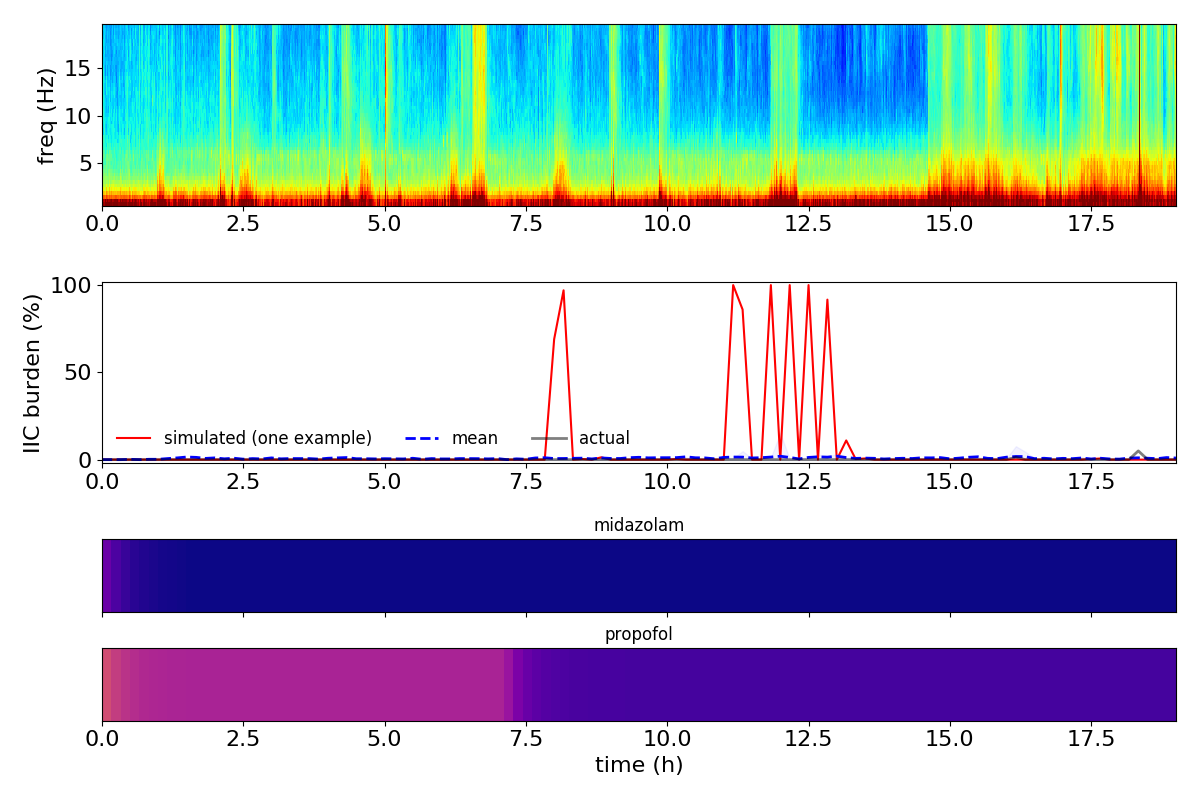 freq (Hz)
15
10
5
0.0 2.5 5.0 7.5 10.0 12.5 15.0 17.5
IIC burden (%)
100
50
0
simulated (one example) mean actual
0.0 2.5 5.0 7.5 10.0 12.5 15.0 17.5
midazolam
propofol
0.0 2.5 5.0 7.5 10.0 12.5 15.0 17.5
time (h)